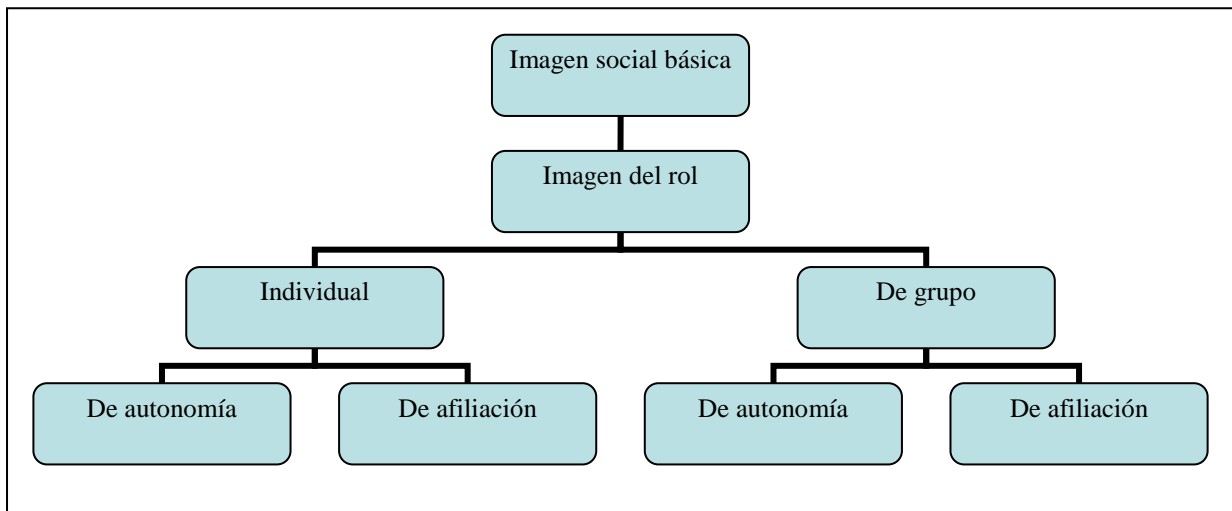 Imagen social básica
Imagen del rol
Individual
De grupo
De autonomía
De afiliación
De autonomía
De afiliación